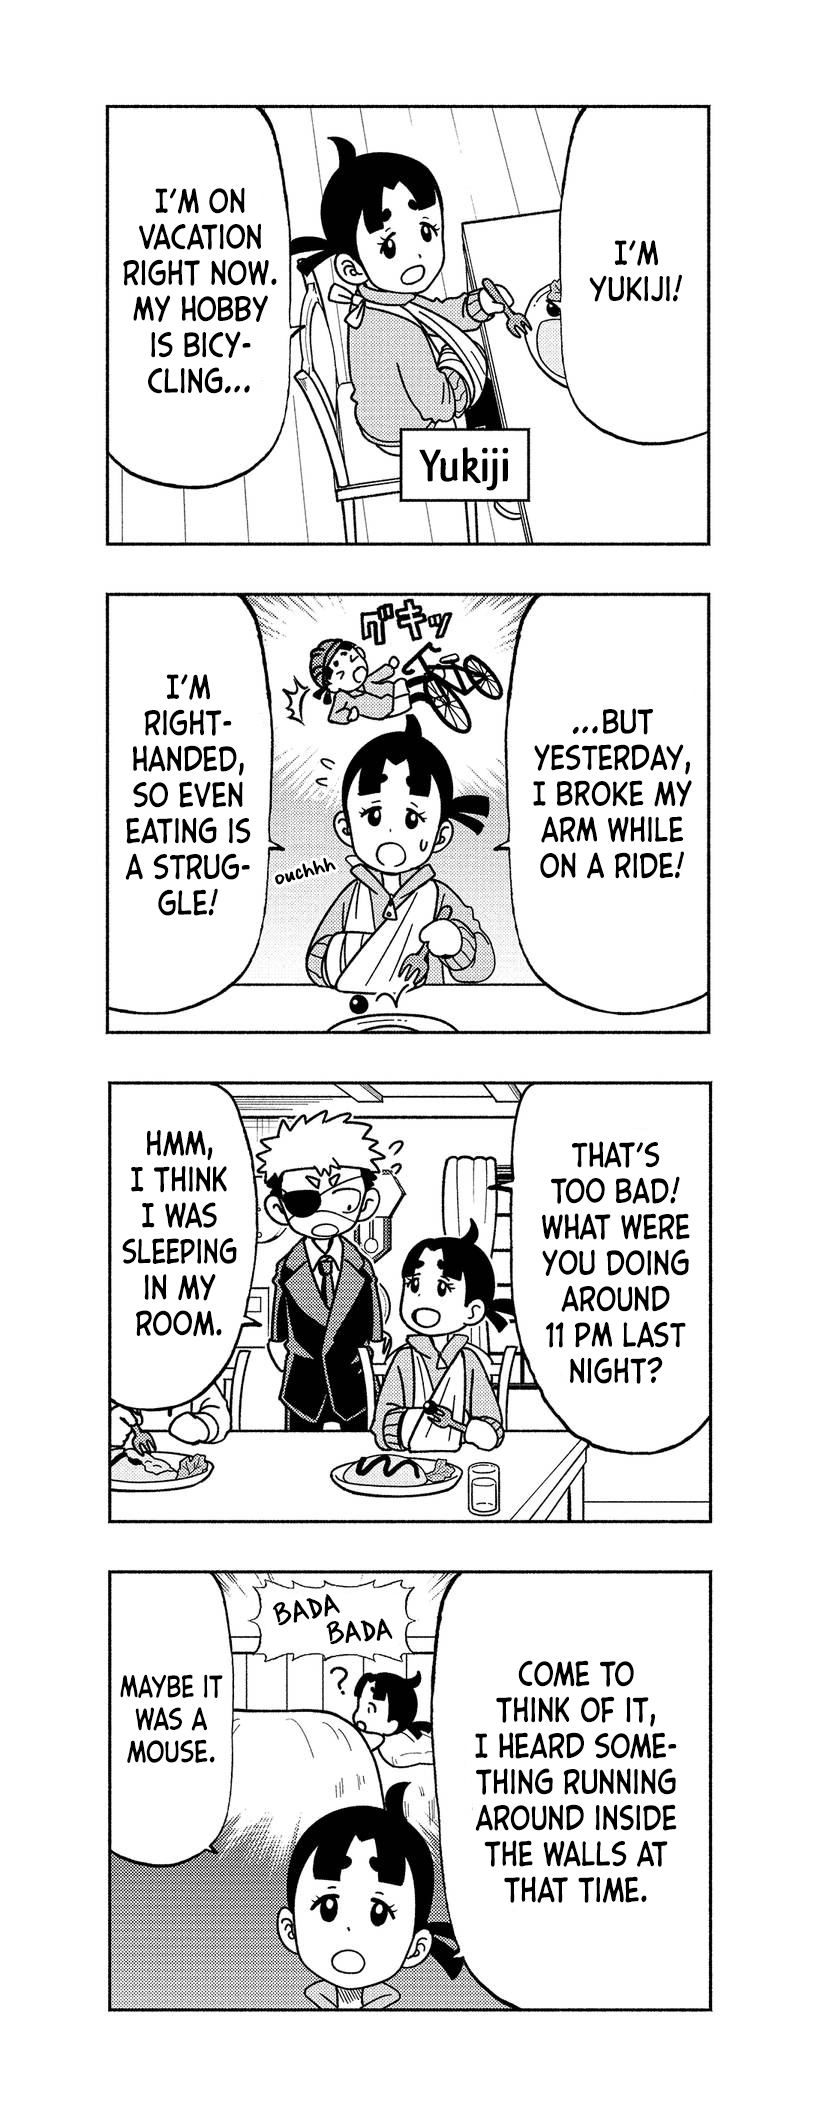 I'M
YUKIJI!
I'M ON
VACATION
RIGHT NOW.
MY HOBBY
IS BICY-
CLING...
Yukiji
グキッ
...BUT
YESTERDAY,
I BROKE MY
ARM WHILE
ON A RIDE!
ouchhh
I'M
RIGHT-
HANDED,
SO EVEN
EATING IS
A STRUG-
GLE!
THAT'S
TOO BAD!
WHAT WERE
YOU DOING
AROUND
11 PM LAST
NIGHT?
HMM,
I THINK
I WAS
SLEEPING
IN MY
ROOM.
COME TO
THINK OF IT,
I HEARD SOME-
THING RUNNING
AROUND INSIDE
THE WALLS AT
THAT TIME.
BADA
BADA
?
MAYBE IT
WAS A
MOUSE.